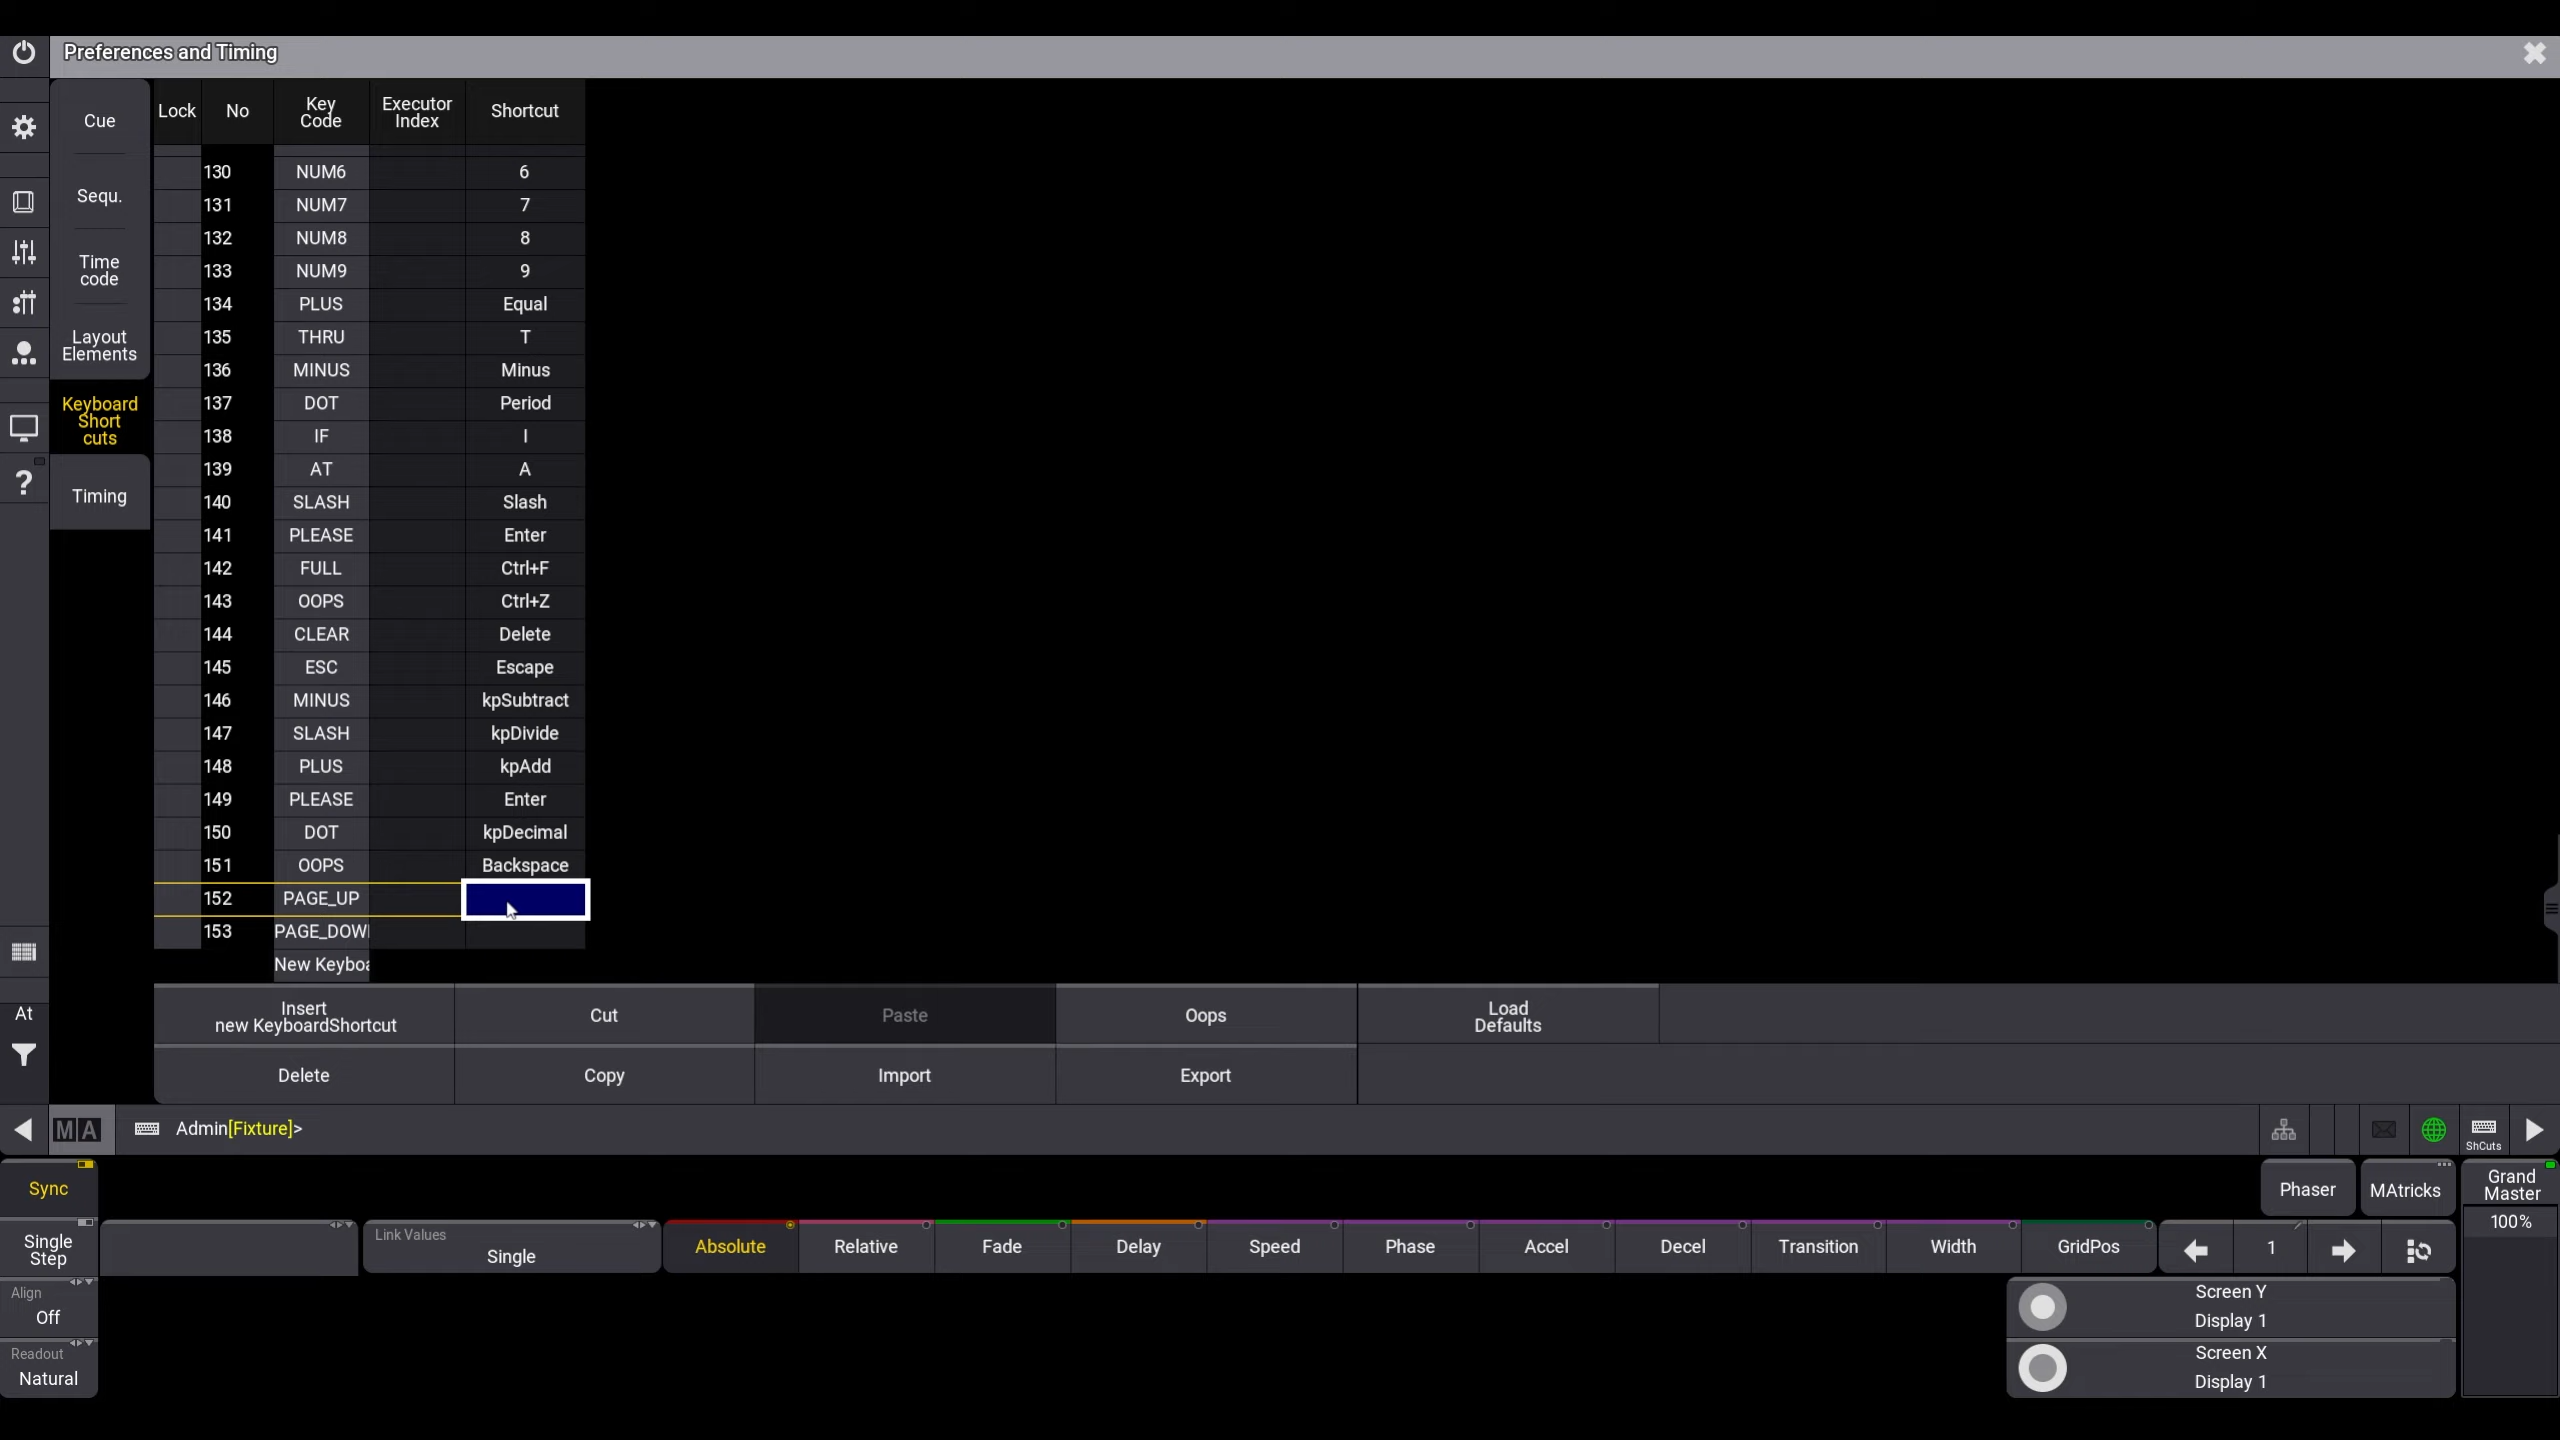 Preferences and Timing
Cue
Sequ.
Time
code
Layout
Elements
Keyboard
Short
cuts
Timing
?
At
Lock No Key Code Executor Index Shortcut
130 NUM6 6
131 NUM7 7
132 NUM8 8
133 NUM9 9
134 PLUS Equal
135 THRU T
136 MINUS Minus
137 DOT Period
138 IF I
139 AT A
140 SLASH Slash
141 PLEASE Enter
142 FULL Ctrl+F
143 OOPS Ctrl+Z
144 CLEAR Delete
145 ESC Escape
146 MINUS kpSubtract
147 SLASH kpDivide
148 PLUS kpAdd
149 PLEASE Enter
150 DOT kpDecimal
151 OOPS Backspace
152 PAGE_UP
153 PAGE_DOW
New Keyboa
Insert
new KeyboardShortcut
Cut
Paste
Oops
Load
Defaults
Delete
Copy
Import
Export
MA
Admin[Fixture]>
ShCuts
Sync
Phaser
MAtricks
Grand
Master
100%
Single
Step
Link Values
Single
Absolute
Relative
Fade
Delay
Speed
Phase
Accel
Decel
Transition
Width
GridPos
1
Align
Off
Screen Y
Display 1
Readout
Natural
Screen X
Display 1